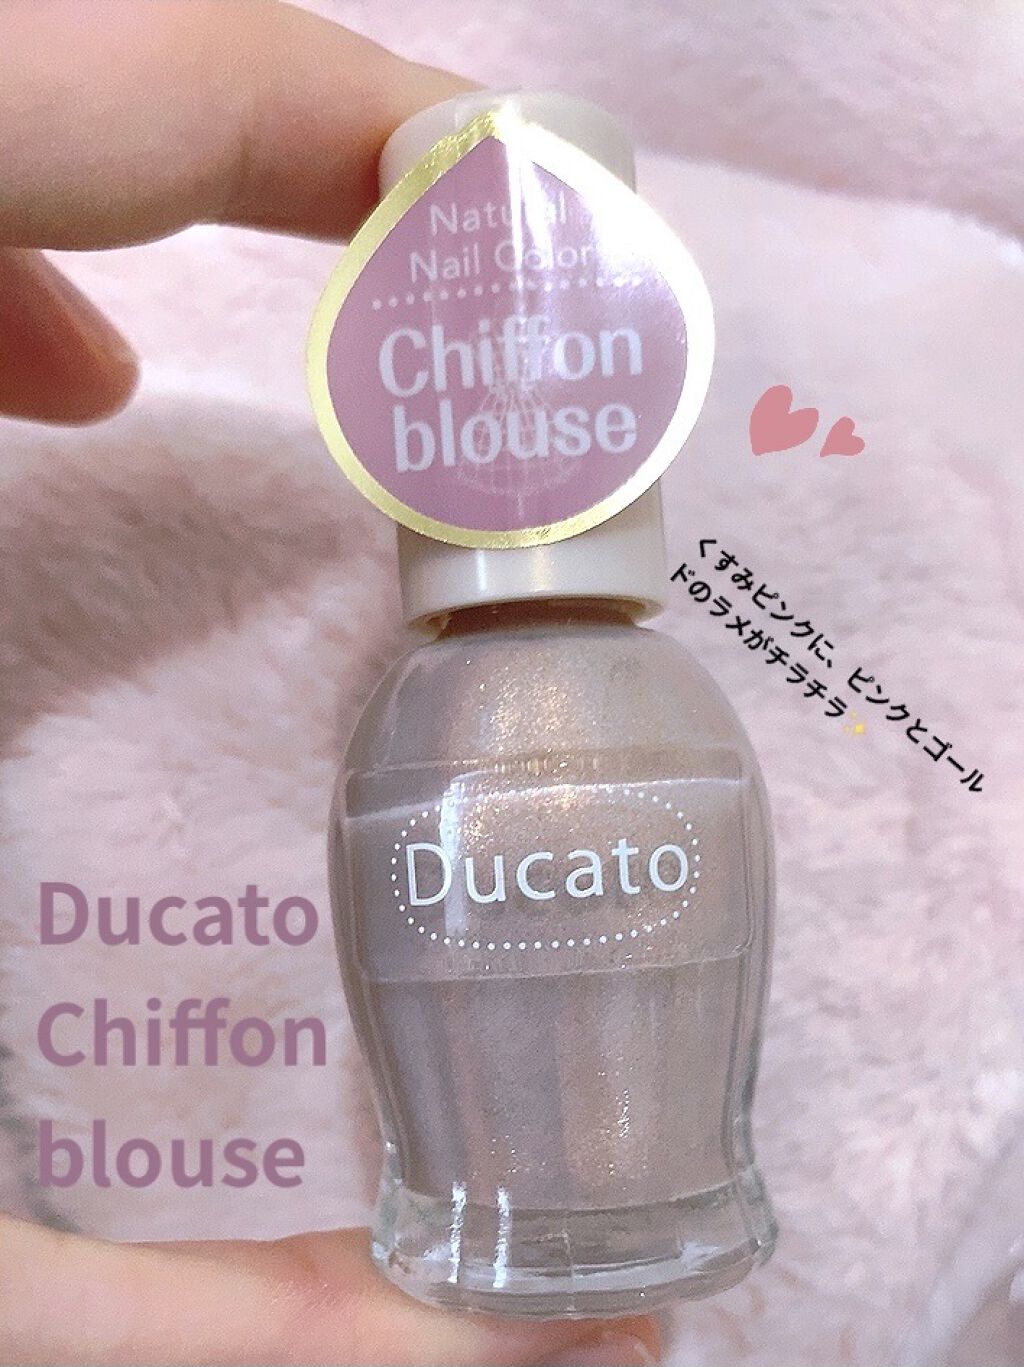 Natural
Nail Color
Chiffon
blouse
くすみピンクに、ピンクとゴール
ドのラメがチラチラ✨
Ducato
Ducato
Chiffon
blouse